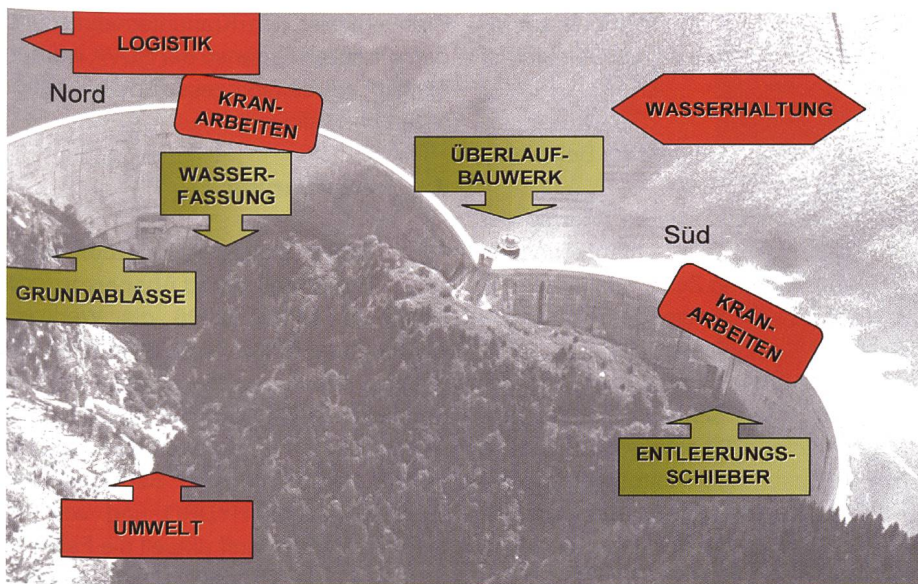 LOGISTIK
Nord
KRAN-
ARBEITEN
WASSERHALTUNG
WASSER-
FASSUNG
ÜBERLAUF-
BAUWERK
Süd
GRUNDABLÄSSE
KRAN-
ARBEITEN
ENTLEERUNGS-
SCHIEBER
UMWELT